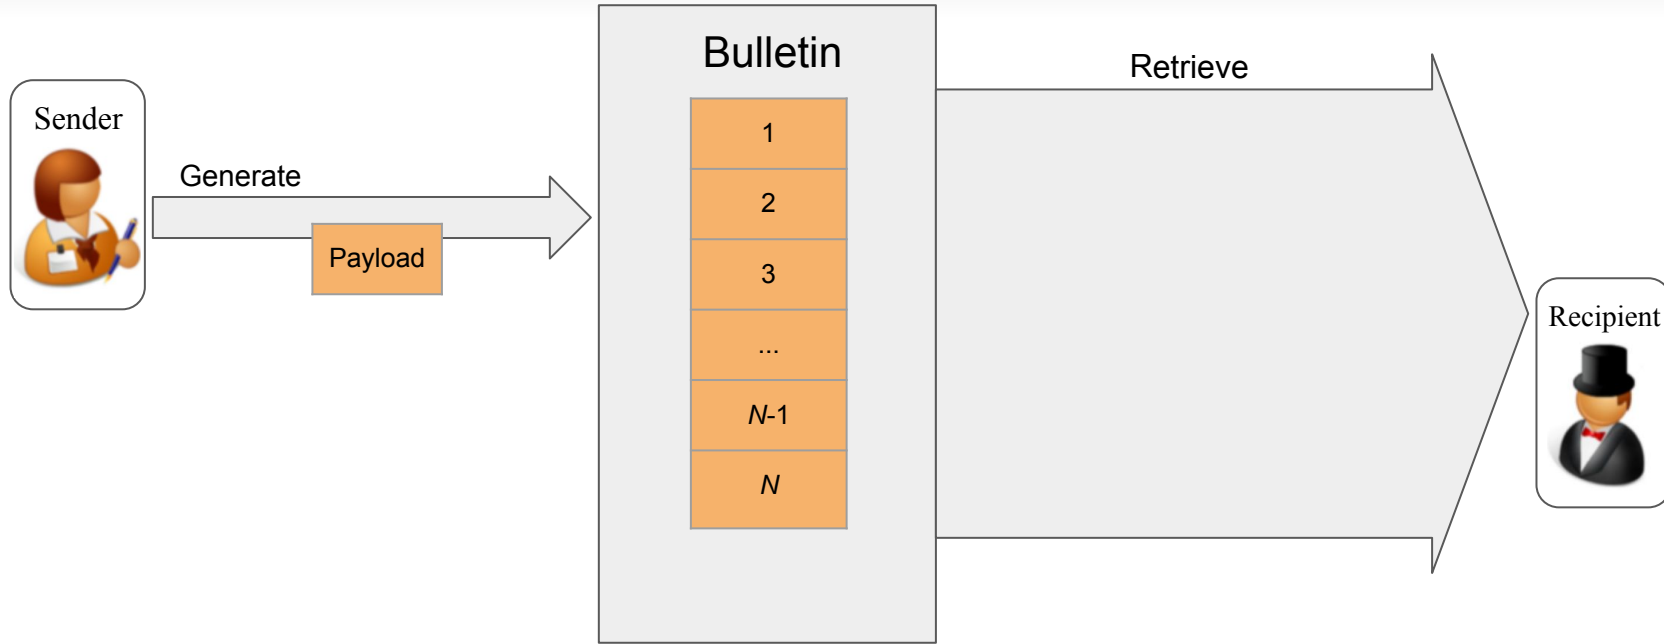 Sender
Generate
Payload
Bulletin
1
2
3
...
N-1
N
Retrieve
Recipient